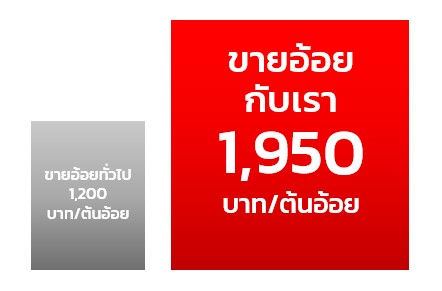 ขายอ้อยทั่วไป
1,200
บาท/ต้นอ้อย
ขายอ้อย
กับเรา
1,950
บาท/ต้นอ้อย